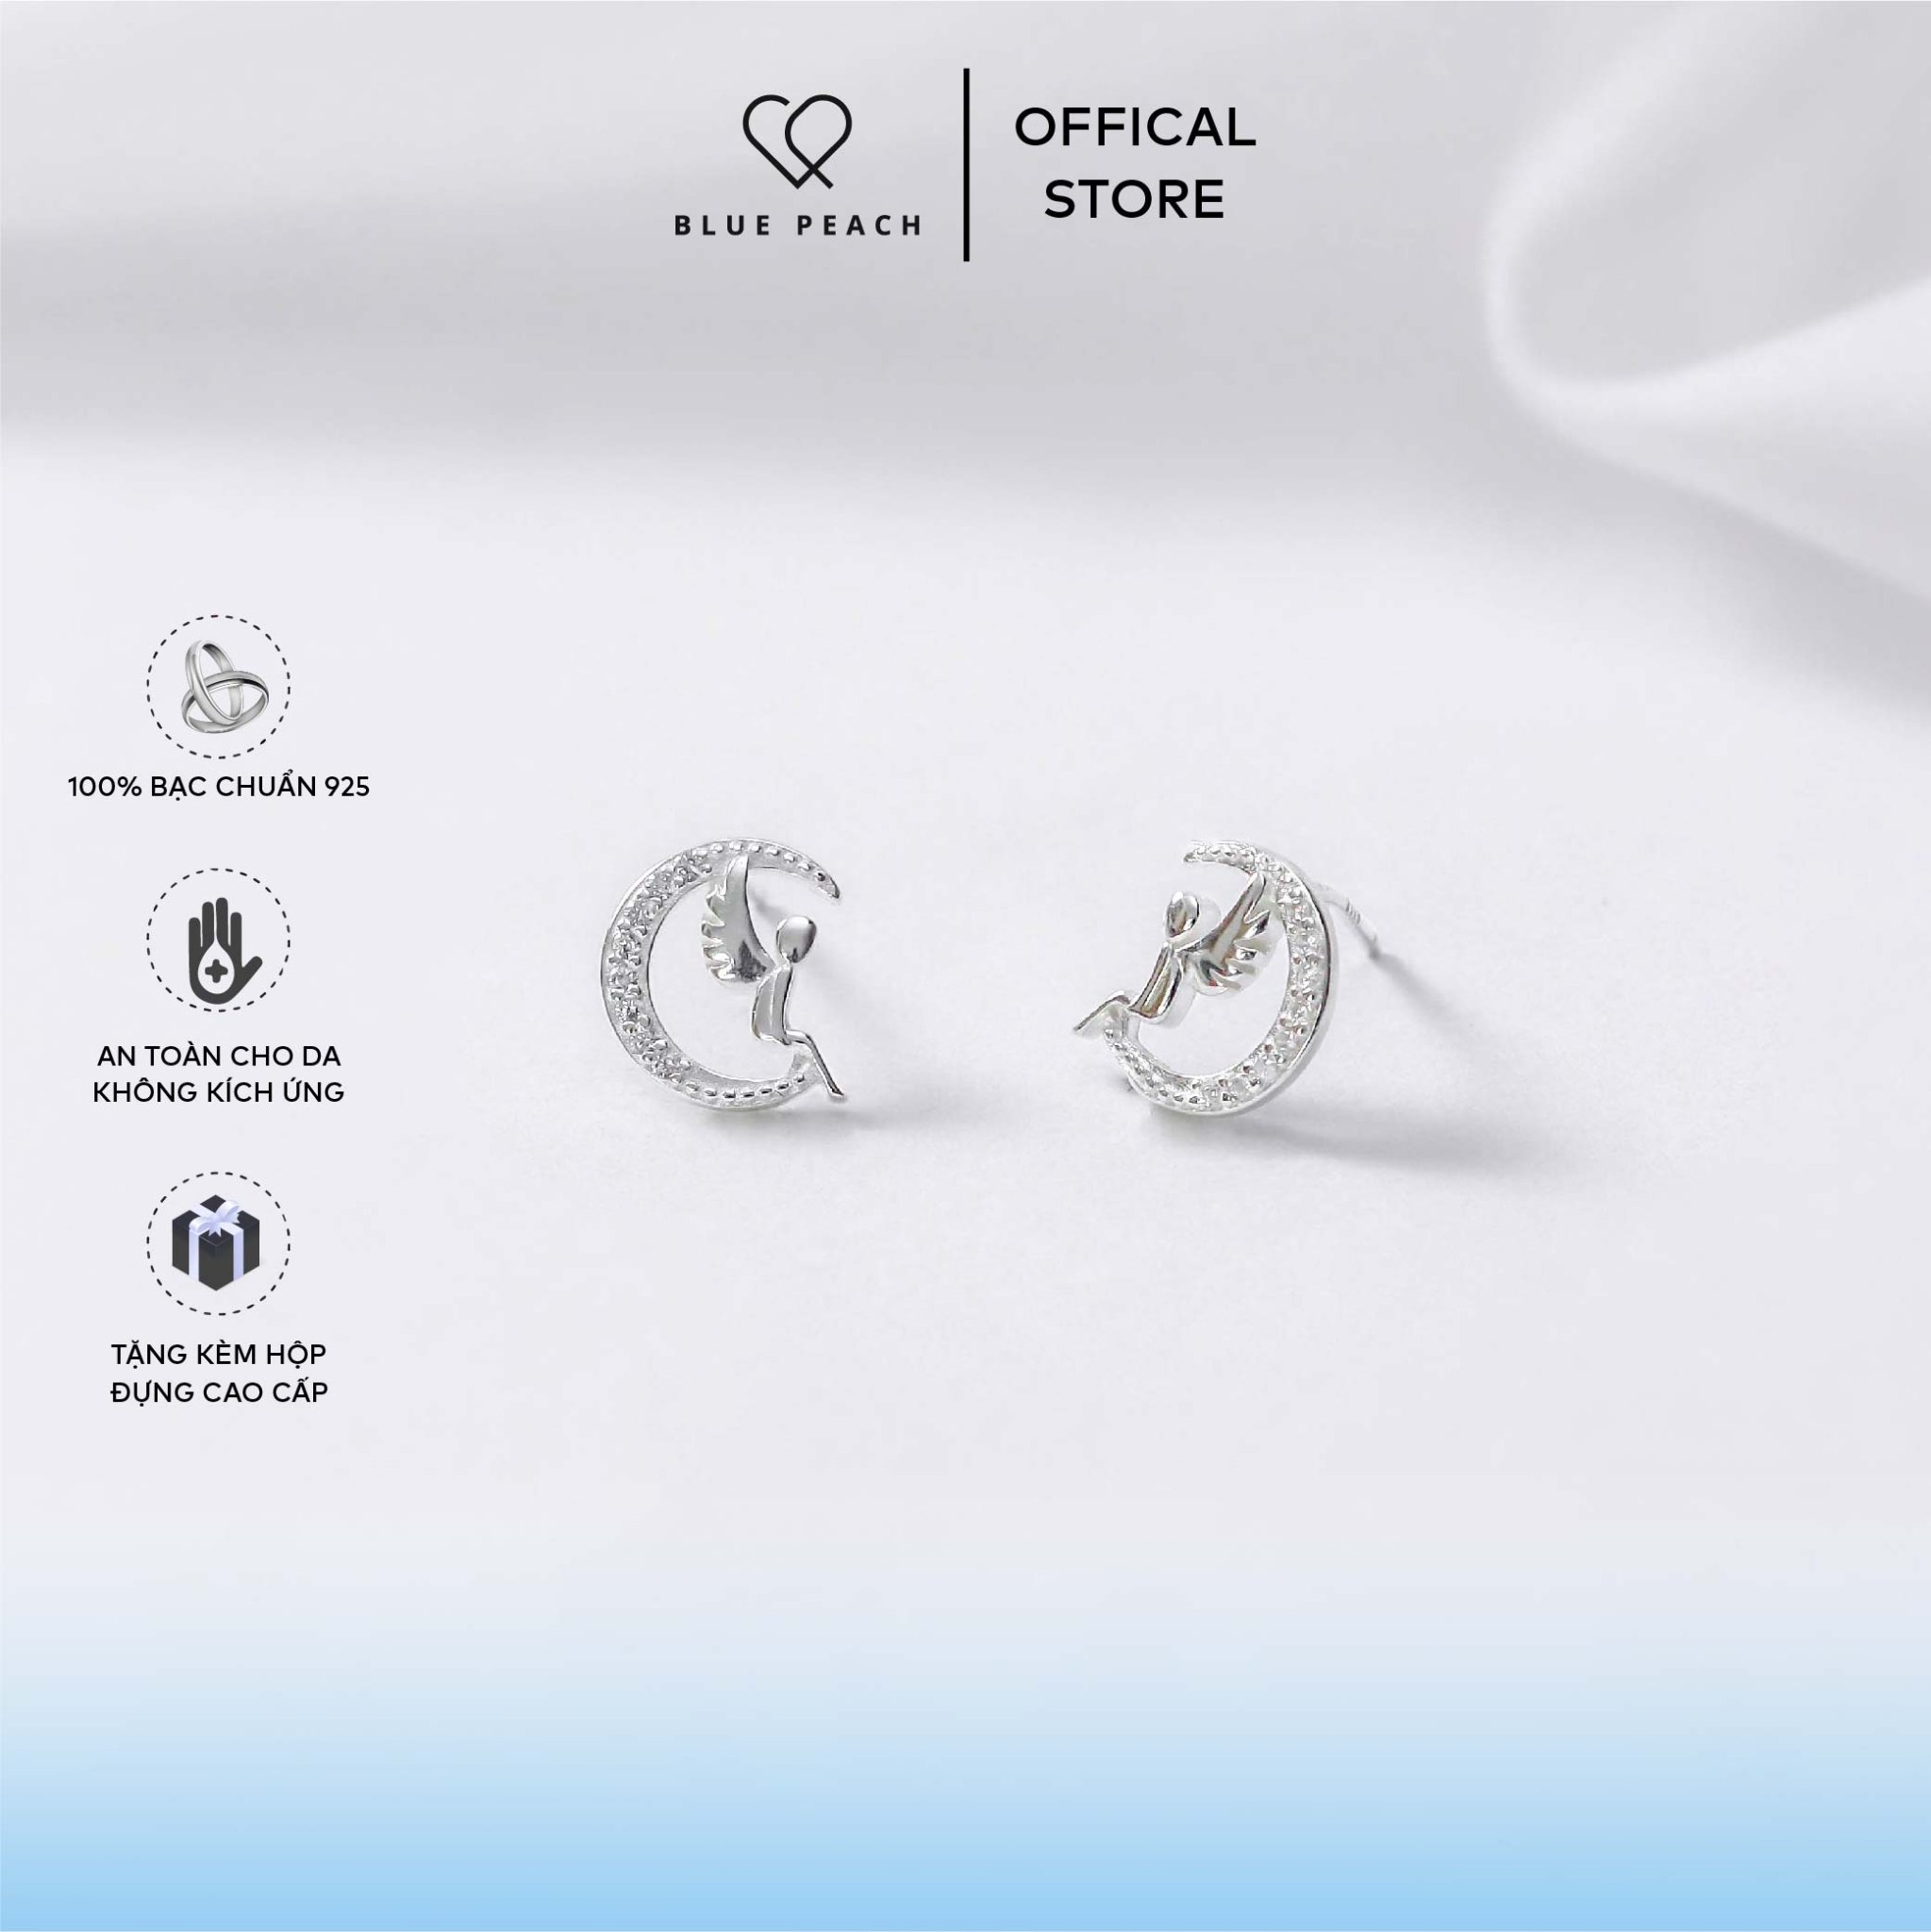 BLUE PEACH
OFFICAL
STORE
100% BẠC CHUẨN 925
AN TOÀN CHO DA
KHÔNG KÍCH ỨNG
TẶNG KÈM HỘP
ĐỰNG CAO CẤP